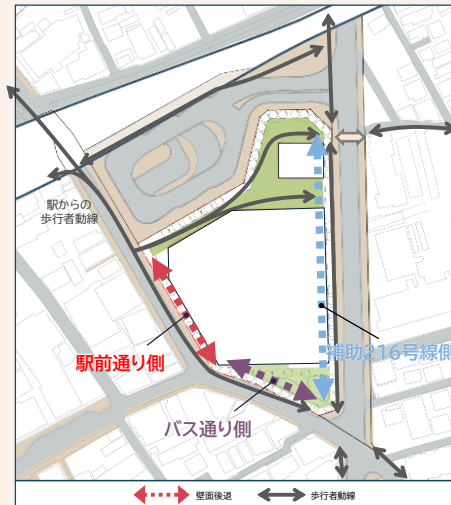 駅からの
歩行者動線
補助216号線側
駅前通り側
バス通り側
壁面後退
歩行者動線